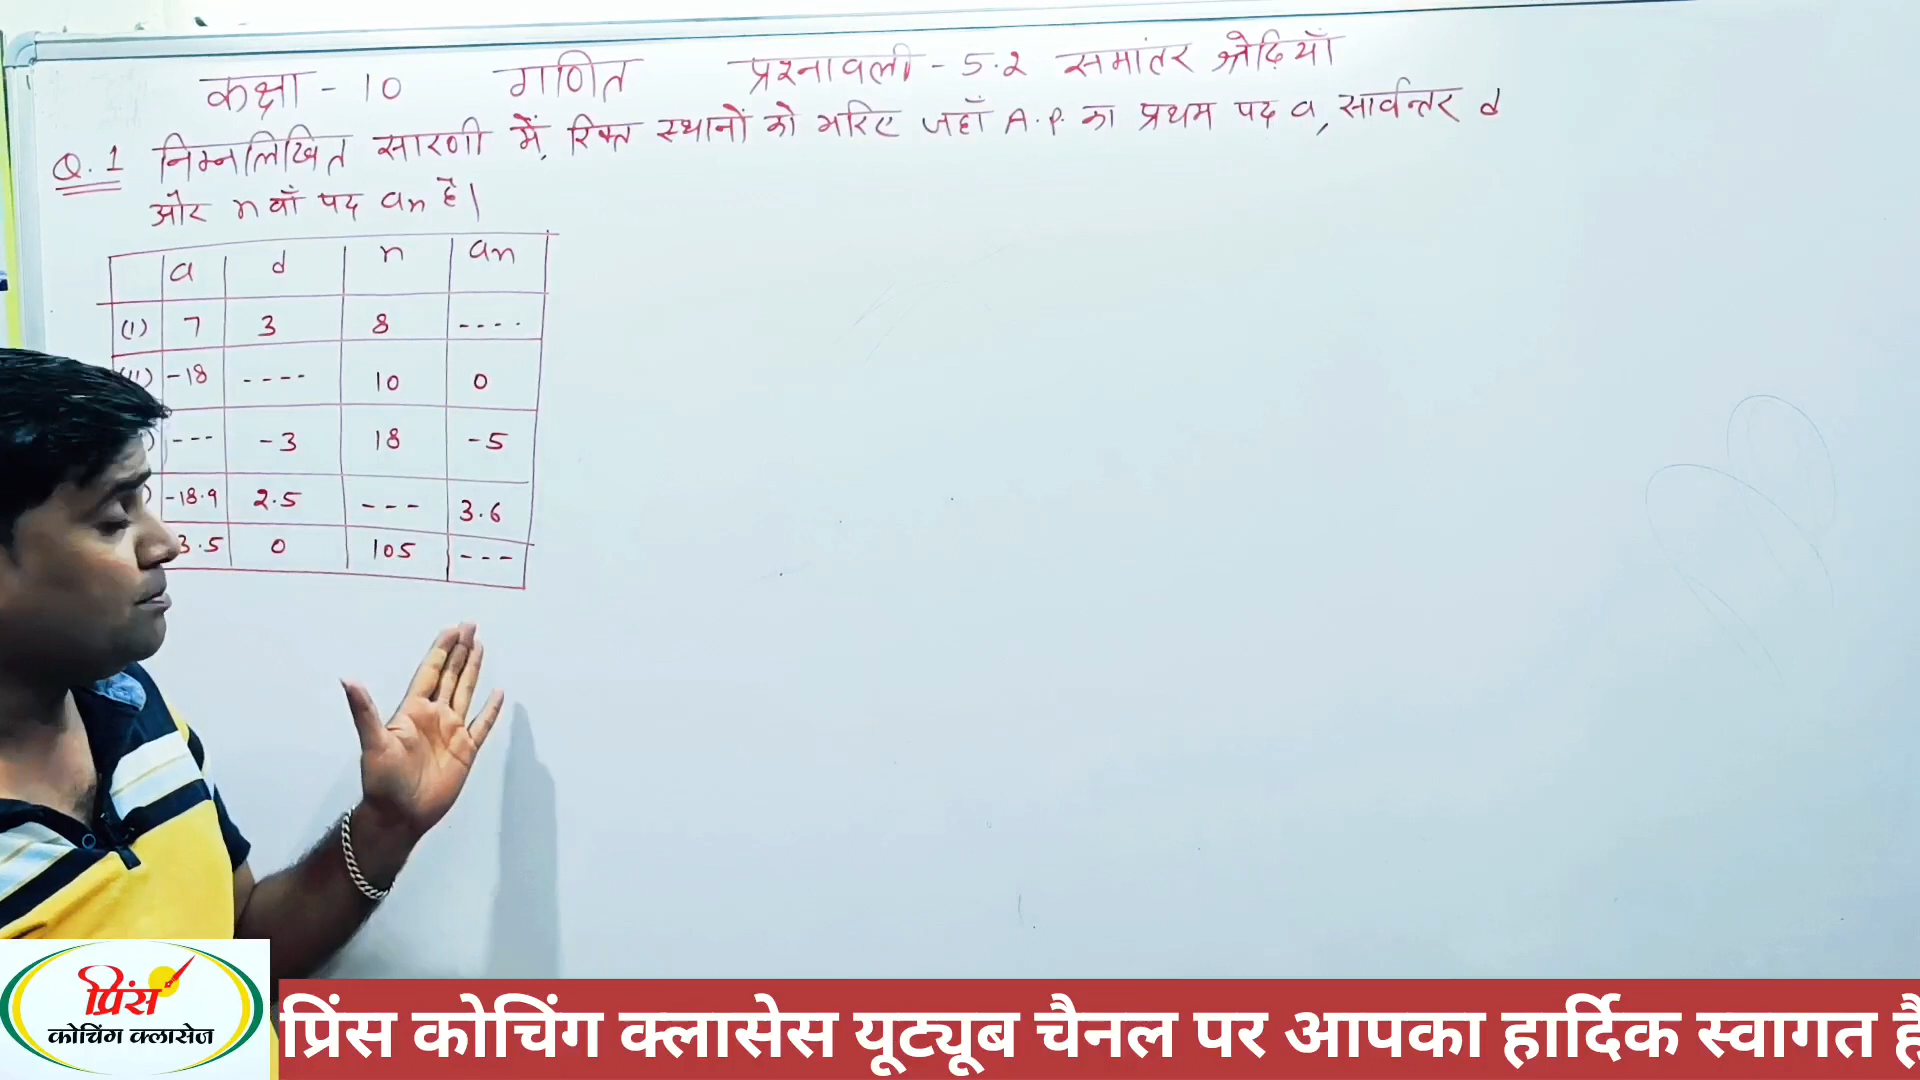 कक्षा - 10 गणित प्रश्नावली - 5.2 समांतर श्रेढ़ियाँ
Q.1 निम्नलिखित सारणी में, रिक्त स्थानों को भरिए जहाँ A.P. का प्रथम पद a, सार्वन्तर d
और n वाँ पद an है।
a d n an
(I) 7 3 8 ----
(II) -18 ---- 10 0
) --- -3 18 -5
) -18.9 2.5 --- 3.6
3.5 0 105 ---
प्रिंस
कोचिंग क्लासेज
प्रिंस कोचिंग क्लासेस यूट्यूब चैनल पर आपका हार्दिक स्वागत है